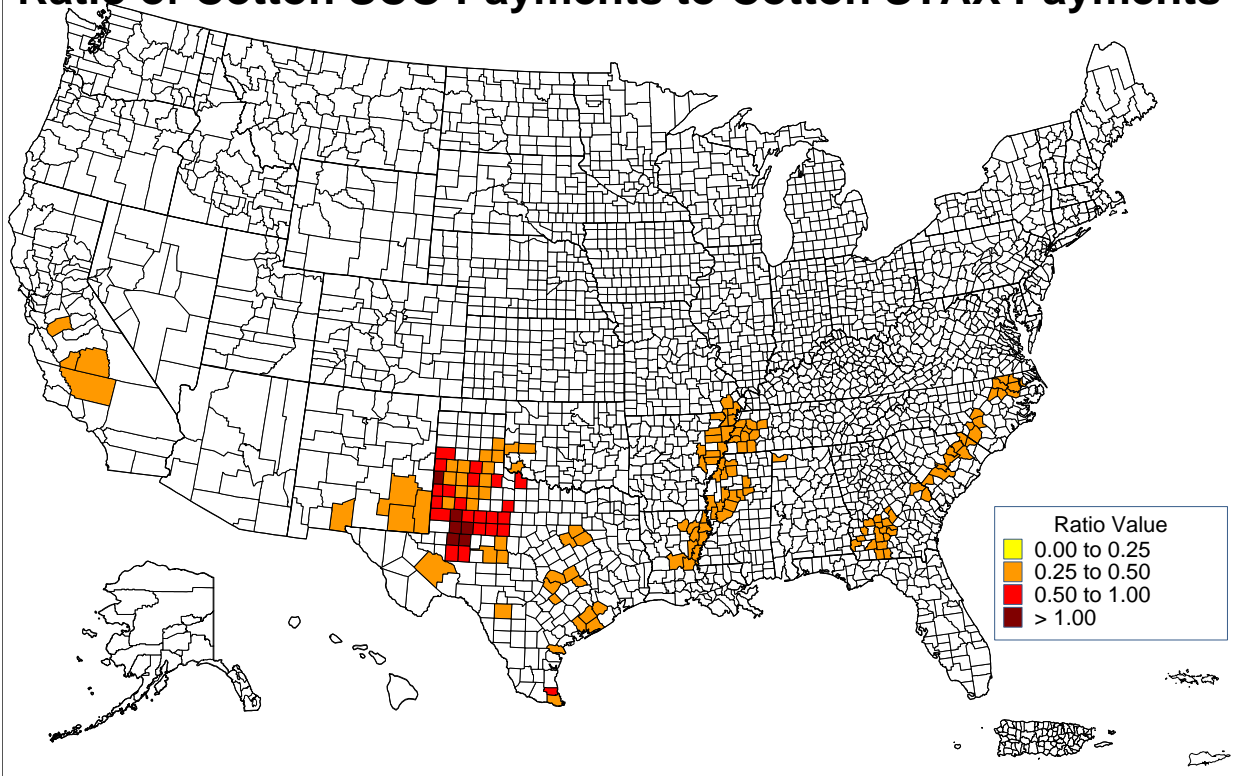 Ratio of Cotton SCO Payments to Cotton STAX Payments
Ratio Value
0.00 to 0.25
0.25 to 0.50
0.50 to 1.00
> 1.00